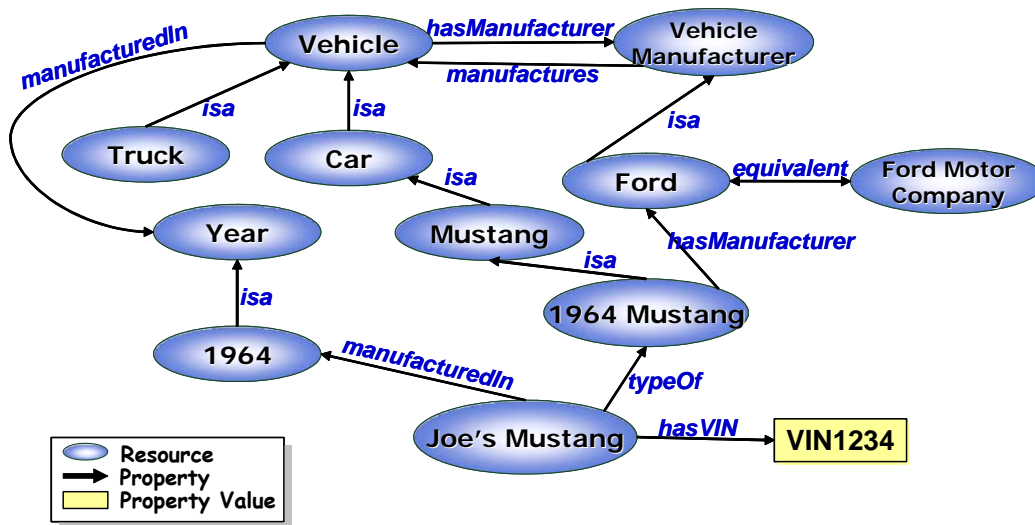 manufacturedIn
Vehicle
hasManufacturer
Vehicle
Manufacturer
manufactures
isa
isa
isa
Truck
Car
isa
Ford
equivalent
Ford Motor
Company
Year
Mustang
hasManufacturer
isa
isa
1964 Mustang
1964
manufacturedIn
typeOf
Joe's Mustang
hasVIN
VIN1234
Resource
Property
Property Value